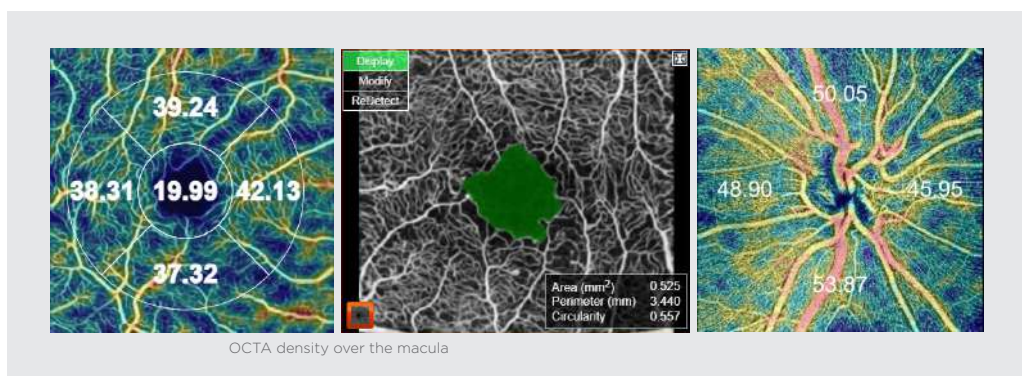 39.24
38.31 19.99 42.13
37.32
Display
Modify
ReDetect
Area (mm²) 0.525
Perimeter (mm) 3.440
Circularity 0.557
50.05
48.90 45.95
53.87
OCTA density over the macula